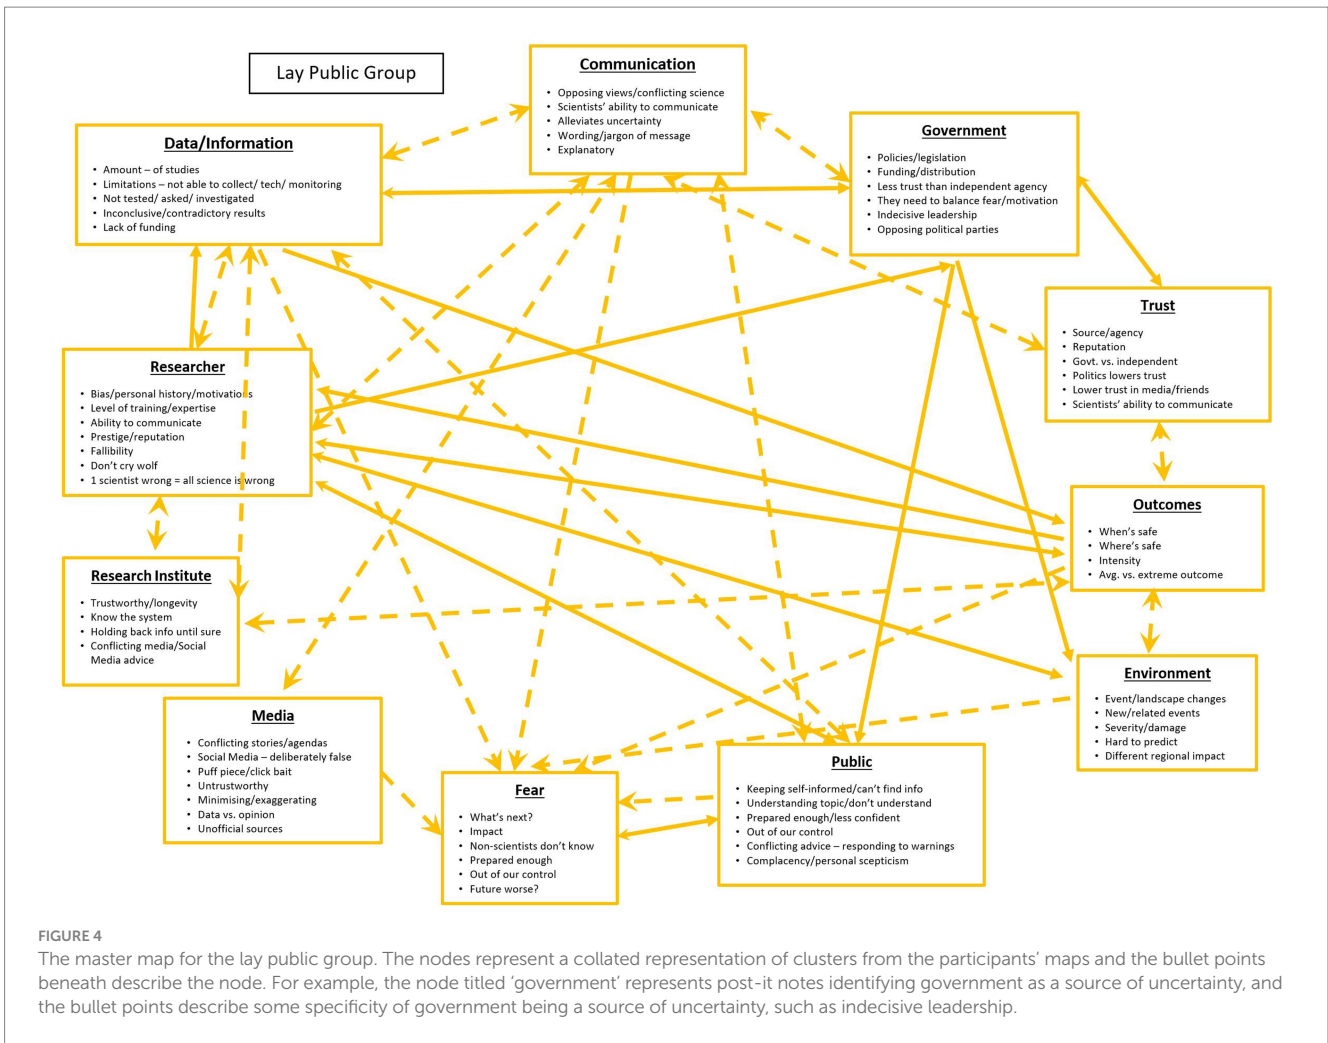 Lay Public Group
Communication
• Opposing views/conflicting science
• Scientists' ability to communicate
• Alleviates uncertainty
• Wording/jargon of message
• Explanatory
Data/Information
• Amount – of studies
• Limitations – not able to collect/ tech/ monitoring
• Not tested/ asked/ investigated
• Inconclusive/contradictory results
• Lack of funding
Government
• Policies/legislation
• Funding/distribution
• Less trust than independent agency
• They need to balance fear/motivation
• Indecisive leadership
• Opposing political parties
Trust
• Source/agency
• Reputation
• Govt. vs. independent
• Politics lowers trust
• Lower trust in media/friends
• Scientists' ability to communicate
Researcher
• Bias/personal history/motivations
• Level of training/expertise
• Ability to communicate
• Prestige/reputation
• Fallibility
• Don't cry wolf
• 1 scientist wrong = all science is wrong
Outcomes
• When's safe
• Where's safe
• Intensity
• Avg. vs. extreme outcome
Research Institute
• Trustworthy/longevity
• Know the system
• Holding back info until sure
• Conflicting media/Social
Media advice
Environment
• Event/landscape changes
• New/related events
• Severity/damage
• Hard to predict
• Different regional impact
Media
• Conflicting stories/agendas
• Social Media – deliberately false
• Puff piece/click bait
• Untrustworthy
• Minimising/exaggerating
• Data vs. opinion
• Unofficial sources
Fear
• What's next?
• Impact
• Non-scientists don't know
• Prepared enough
• Out of our control
• Future worse?
Public
• Keeping self-informed/can't find info
• Understanding topic/don't understand
• Prepared enough/less confident
• Out of our control
• Conflicting advice – responding to warnings
• Complacency/personal scepticism
FIGURE 4
The master map for the lay public group. The nodes represent a collated representation of clusters from the participants' maps and the bullet points
beneath describe the node. For example, the node titled 'government' represents post-it notes identifying government as a source of uncertainty, and
the bullet points describe some specificity of government being a source of uncertainty, such as indecisive leadership.